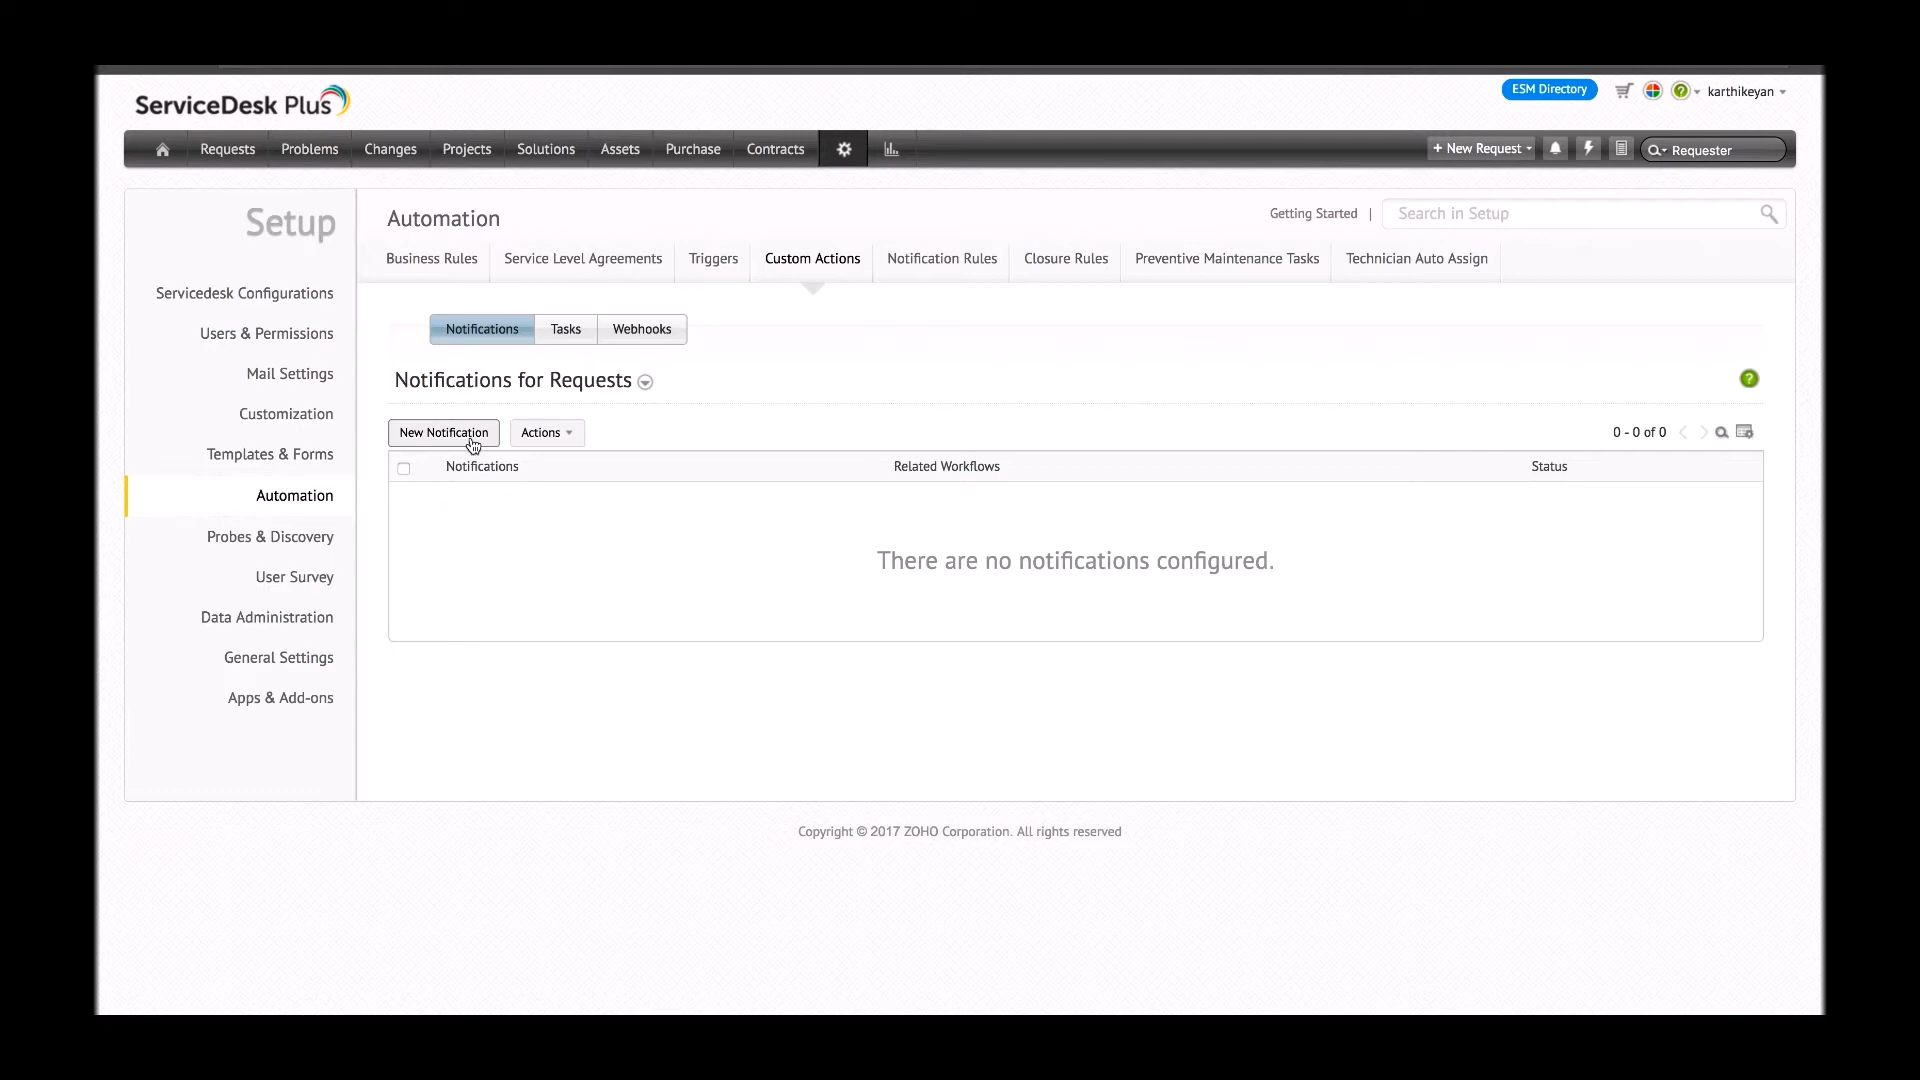 ServiceDesk Plus
ESM Directory
karthikeyan
Requests Problems Changes Projects Solutions Assets Purchase Contracts
+ New Request
Requester
Setup
Servicedesk Configurations
Users & Permissions
Mail Settings
Customization
Templates & Forms
Automation
Probes & Discovery
User Survey
Data Administration
General Settings
Apps & Add-ons
Automation
Getting Started |
Search in Setup
Business Rules Service Level Agreements Triggers Custom Actions Notification Rules Closure Rules Preventive Maintenance Tasks Technician Auto Assign
Notifications Tasks Webhooks
Notifications for Requests
?
New Notification Actions
0 - 0 of 0
Notifications Related Workflows Status
There are no notifications configured.
Copyright © 2017 ZOHO Corporation. All rights reserved